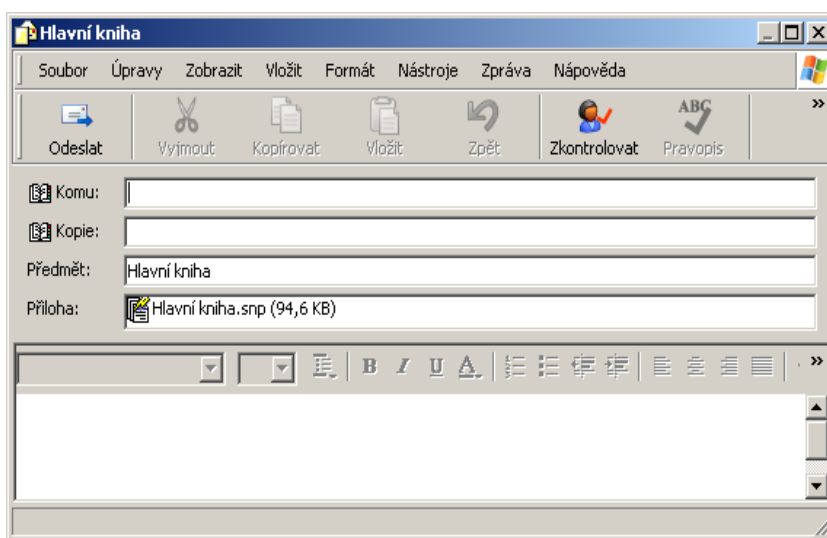 Hlavní kniha
Soubor Úpravy Zobrazit Vložit Formát Nástroje Zpráva Nápověda
Odeslat Vyjmout Kopírovat Vložit Zpět Zkontrolovat ABC Pravopis »
Komu:
Kopie:
Předmět: Hlavní kniha
Příloha: Hlavní kniha.snp (94,6 KB)
B I U A »